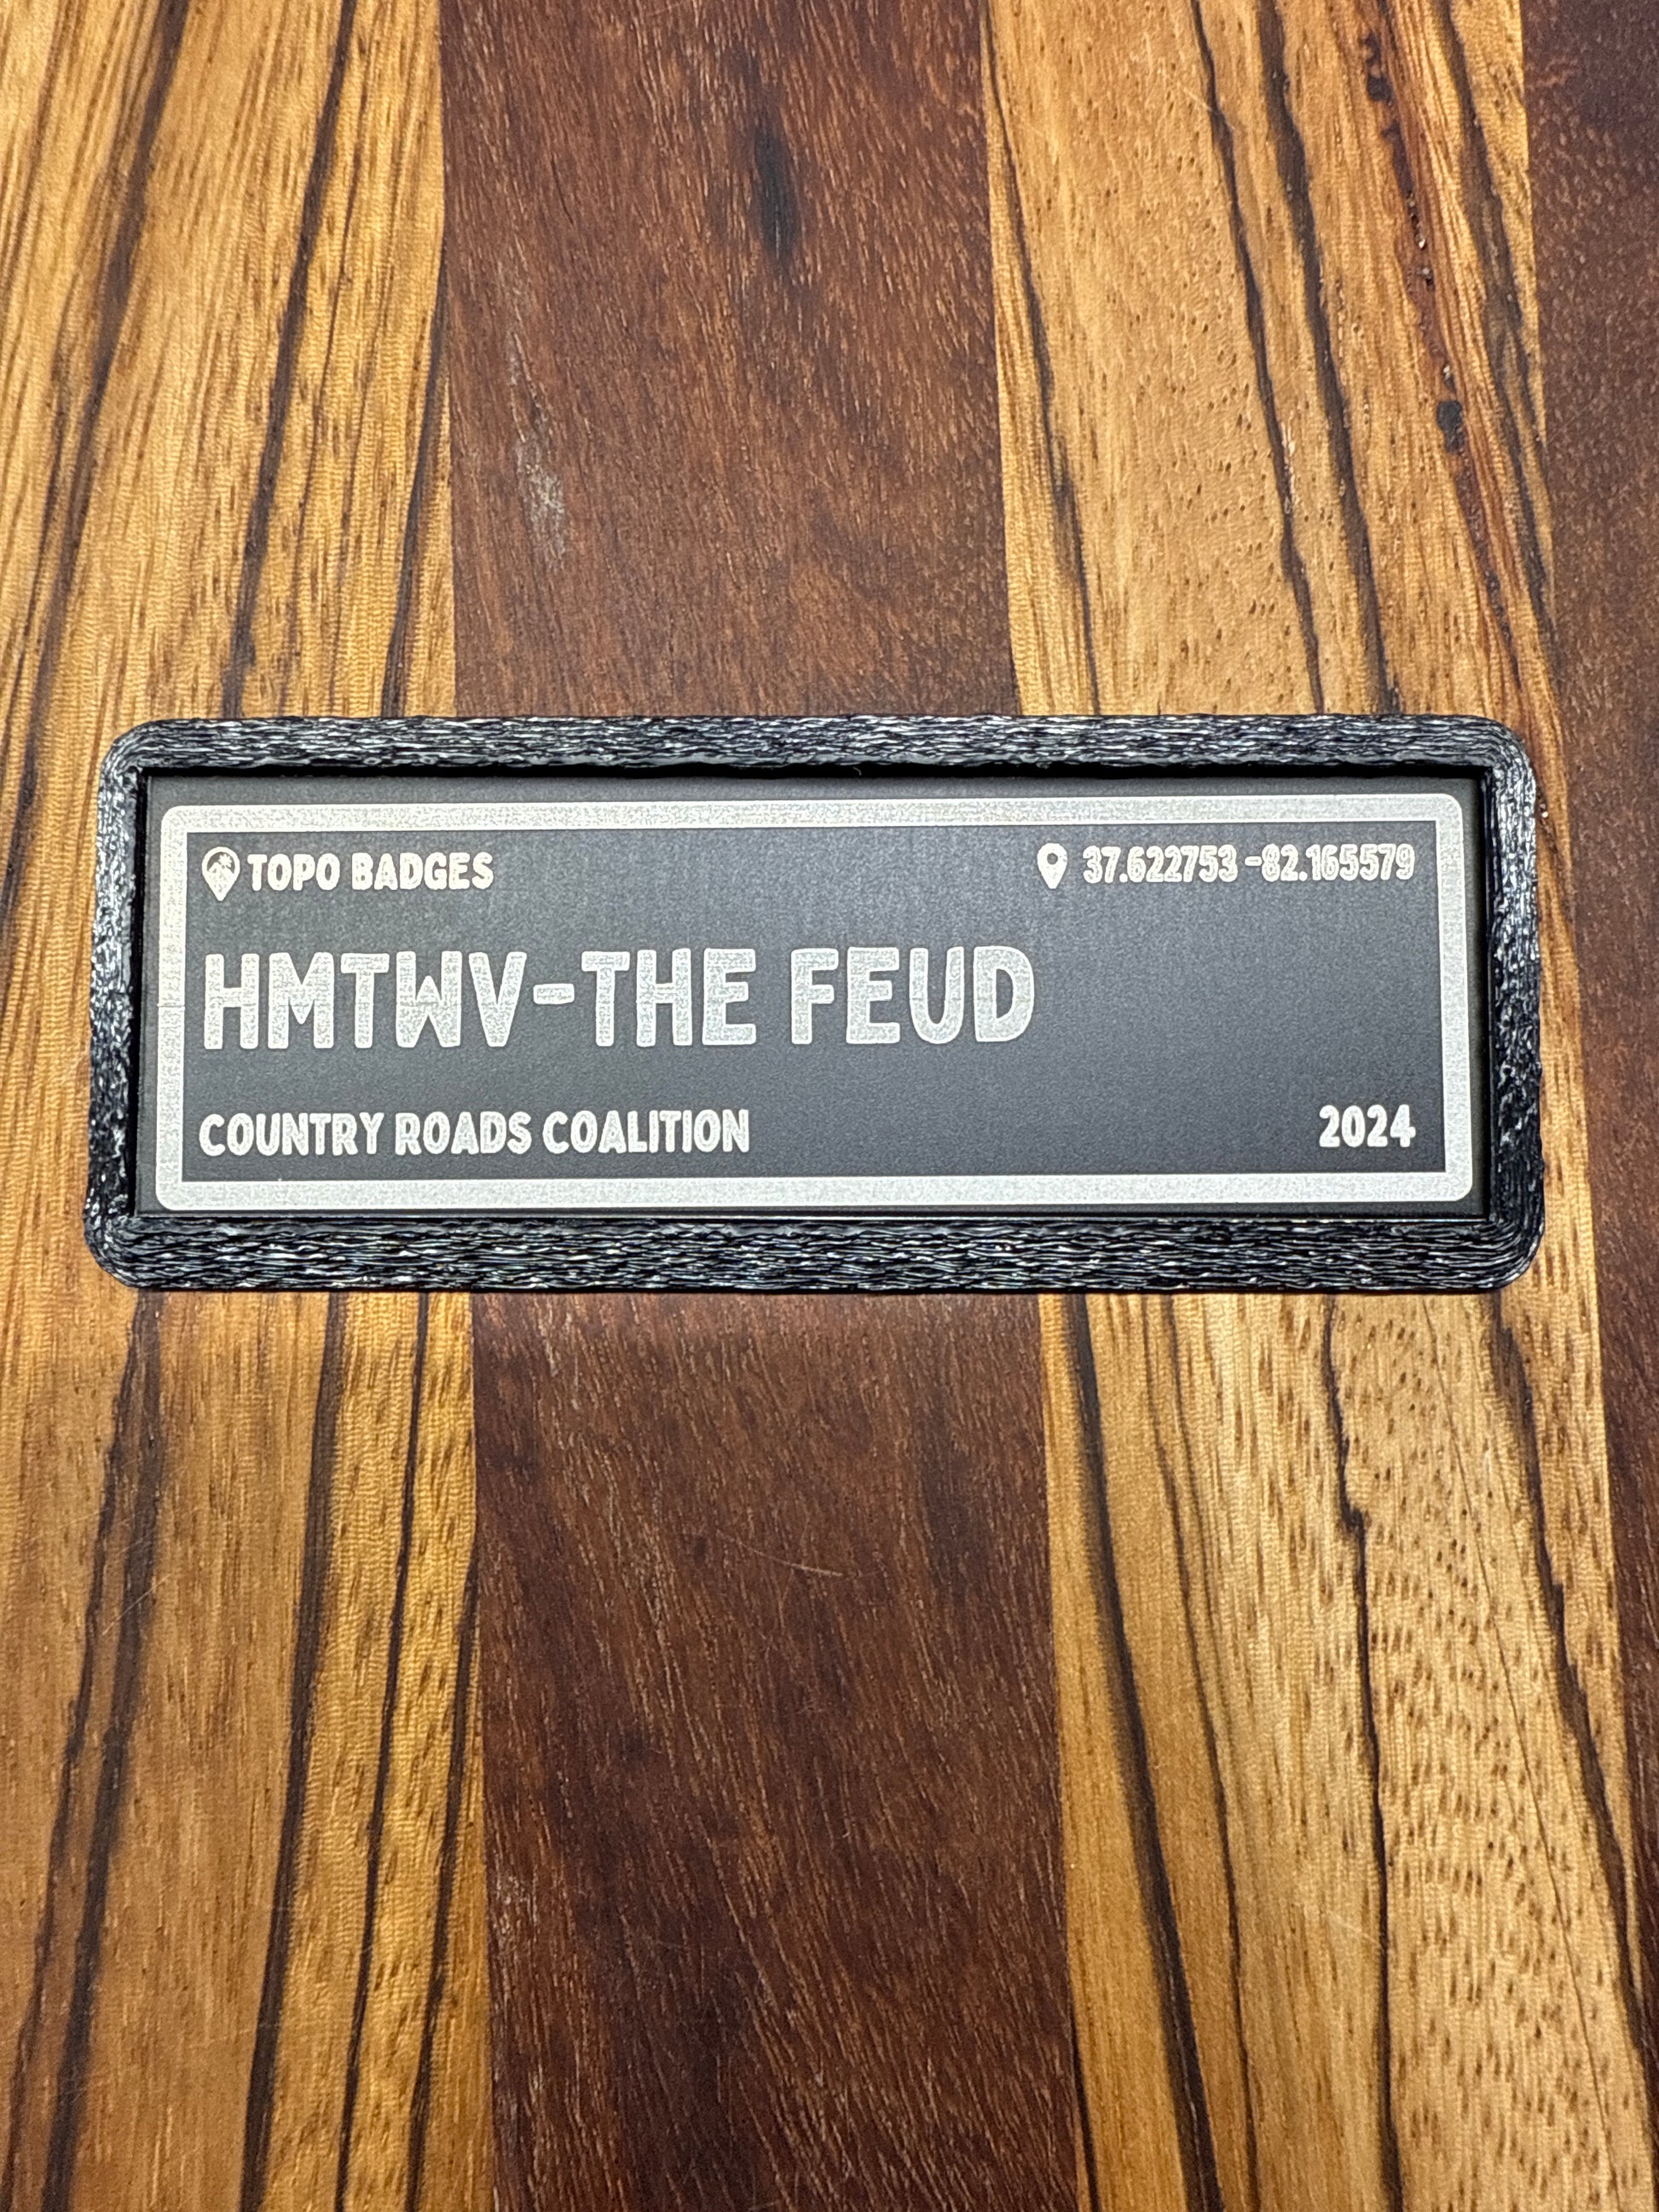 TOPO BADGES
37.622753 -82.165579
HMTWV-THE FEUD
COUNTRY ROADS COALITION
2024